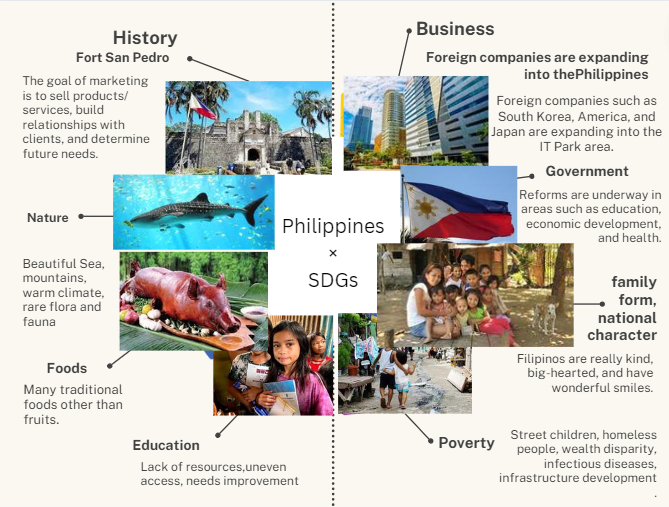 History
Fort San Pedro
The goal of marketing
is to sell products/
services, build
relationships with
clients, and determine
future needs.
Nature
Beautiful Sea,
mountains,
warm climate,
rare flora and
fauna
Foods
Many traditional
foods other than
fruits.
Education
Lack of resources,uneven
access, needs improvement
Philippines
×
SDGs
Business
Foreign companies are expanding
into thePhilippines
Foreign companies such as
South Korea, America, and
Japan are expanding into the
IT Park area.
Government
Reforms are underway in
areas such as education,
economic development,
and health.
family
form,
national
character
Filipinos are really kind,
big-hearted, and have
wonderful smiles.
Poverty
Street children, homeless
people, wealth disparity,
infectious diseases,
infrastructure development
.